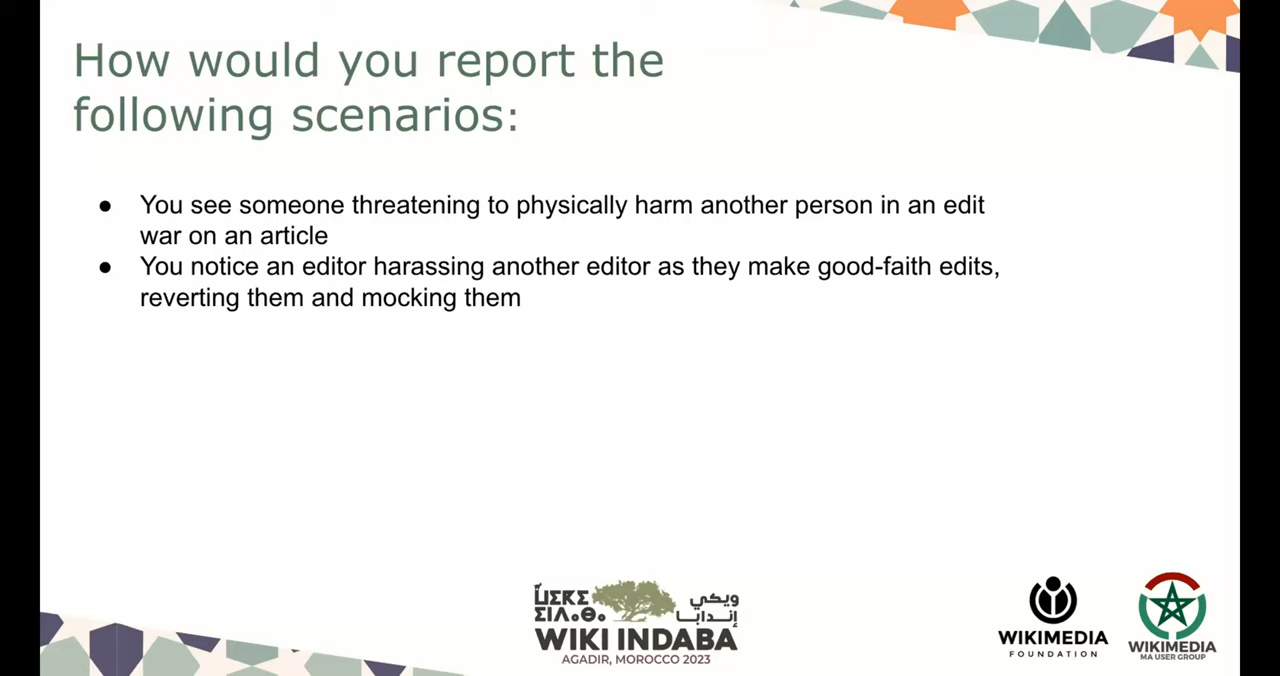 How would you report the
following scenarios:
● You see someone threatening to physically harm another person in an edit
war on an article
● You notice an editor harassing another editor as they make good-faith edits,
reverting them and mocking them
ⵡⵉⴽⵉ
ⵉⵏⴷⴰⴱⴰ
ويكي
إندابا
WIKI INDABA
AGADIR, MOROCCO 2023
WIKIMEDIA
FOUNDATION
WIKIMEDIA
MA USER GROUP